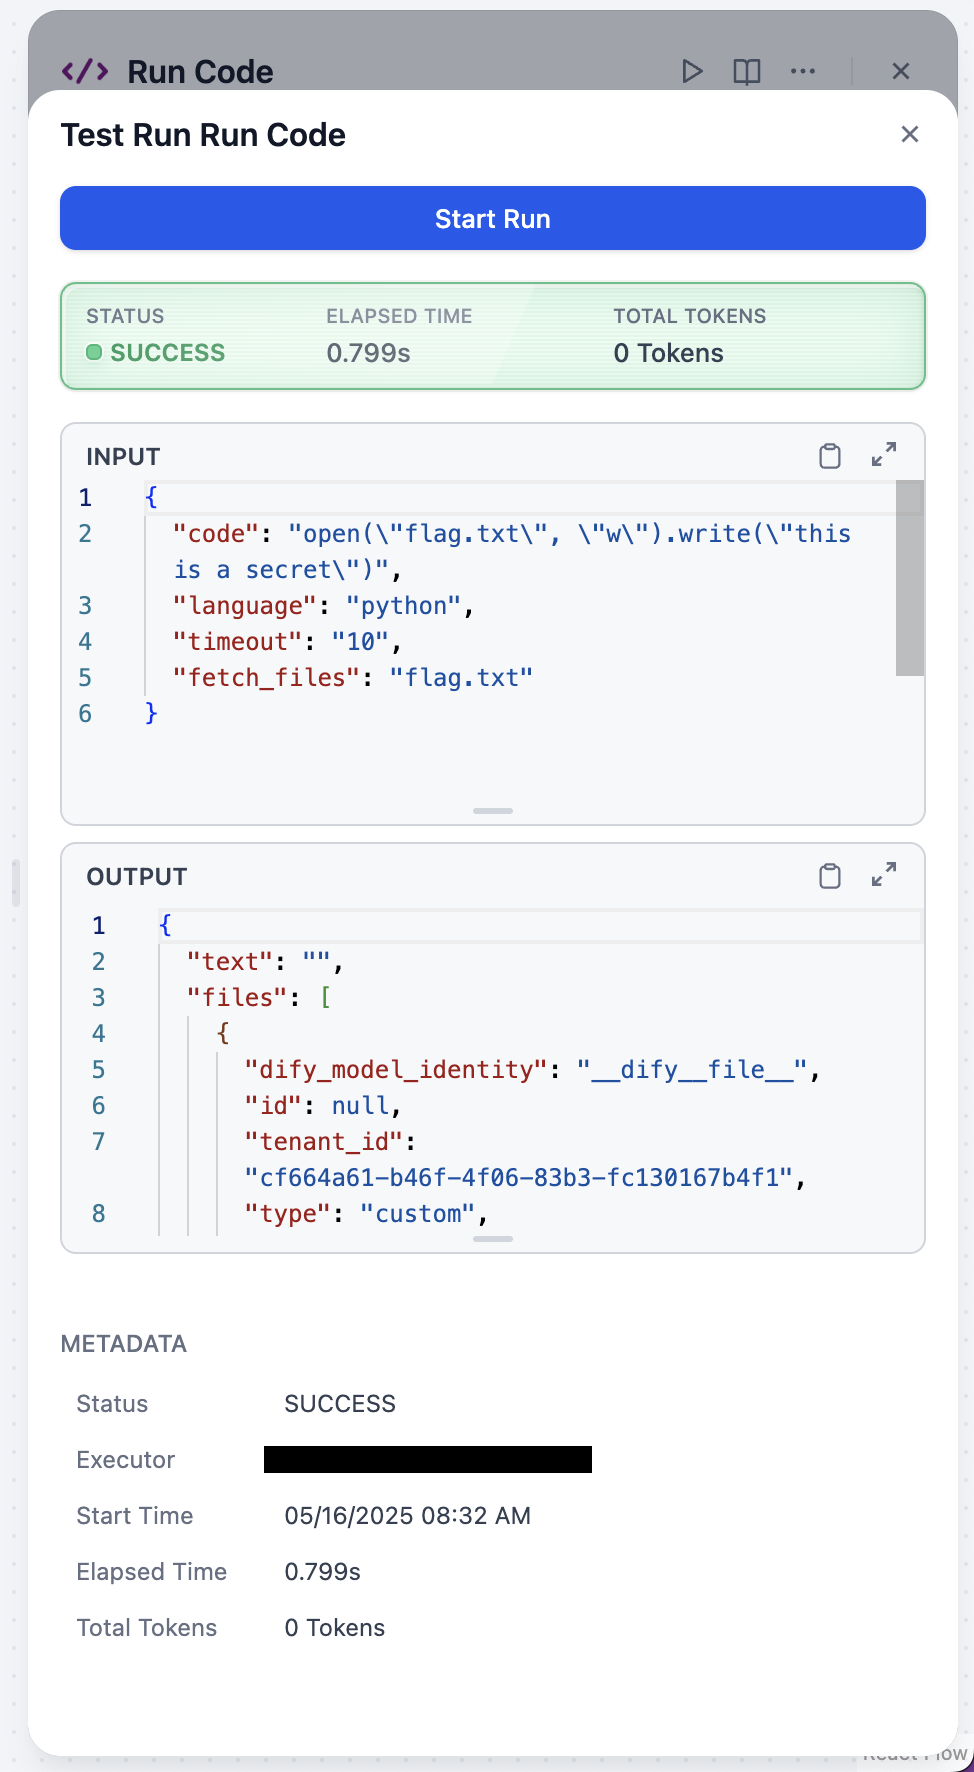 </> Run Code
Test Run Run Code
Start Run
STATUS ELAPSED TIME TOTAL TOKENS
SUCCESS 0.799s 0 Tokens
INPUT
1 {
2 "code": "open(\"flag.txt\", \"w\").write(\"this
is a secret\")",
3 "language": "python",
4 "timeout": "10",
5 "fetch_files": "flag.txt"
6 }
OUTPUT
1 {
2 "text": "",
3 "files": [
4 {
5 "dify_model_identity": "__dify__file__",
6 "id": null,
7 "tenant_id":
"cf664a61-b46f-4f06-83b3-fc130167b4f1",
8 "type": "custom",
METADATA
Status SUCCESS
Executor
Start Time 05/16/2025 08:32 AM
Elapsed Time 0.799s
Total Tokens 0 Tokens
React Flow